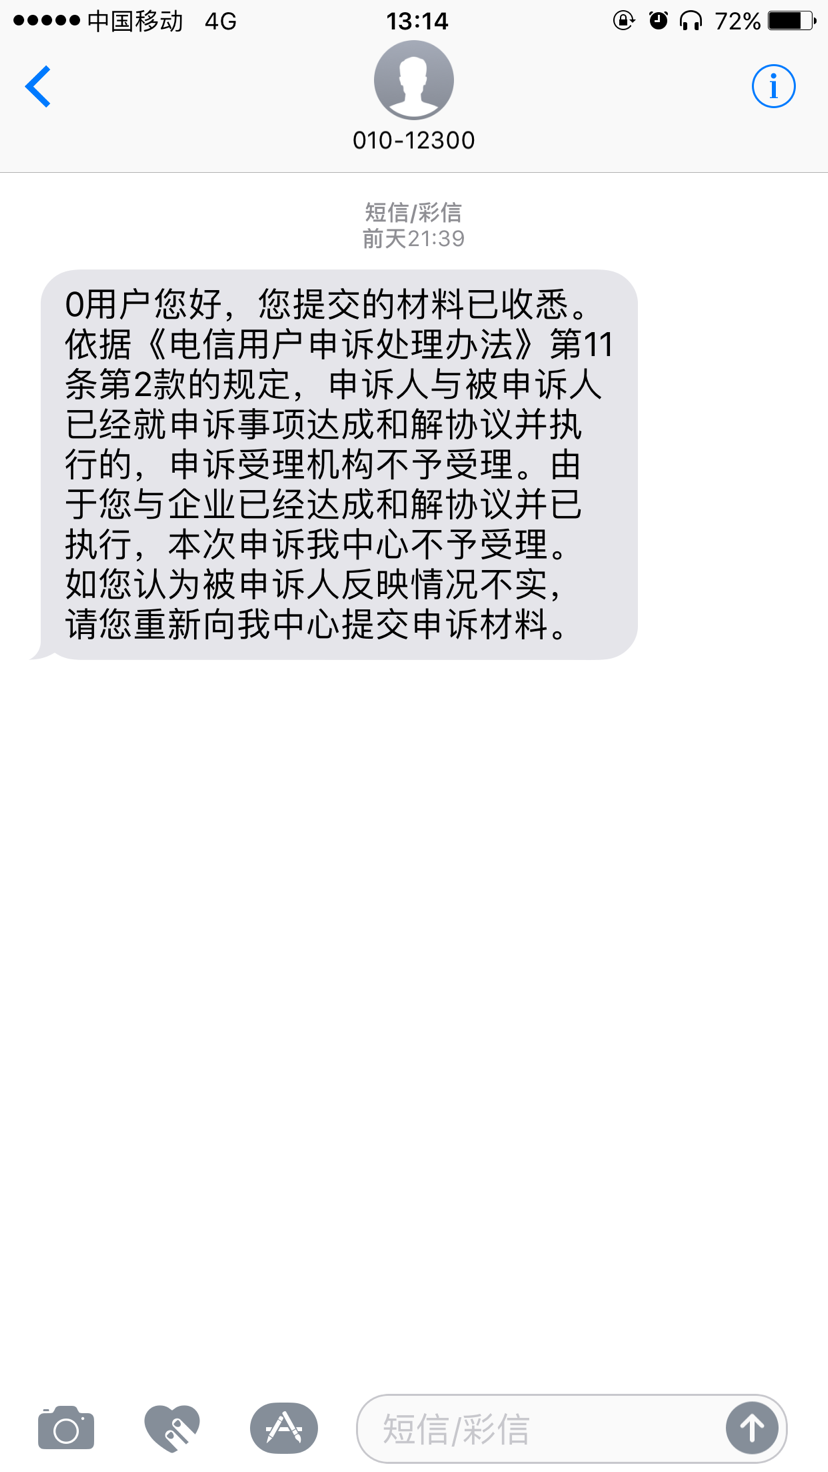 中国移动 4G 13:14 72%
010-12300
短信/彩信
前天21:39
0用户您好，您提交的材料已收悉。
依据《电信用户申诉处理办法》第11
条第2款的规定，申诉人与被申诉人
已经就申诉事项达成和解协议并执
行的，申诉受理机构不予受理。由
于您与企业已经达成和解协议并已
执行，本次申诉我中心不予受理。
如您认为被申诉人反映情况不实，
请您重新向我中心提交申诉材料。
短信/彩信